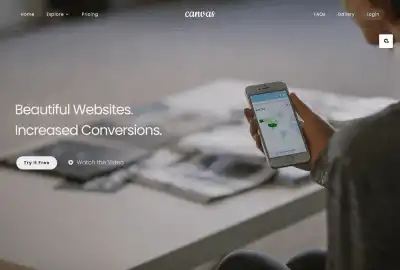 Home Explore Pricing canvas FAQs Gallery Login
Beautiful Websites.
Increased Conversions.
Try It Free Watch the Video